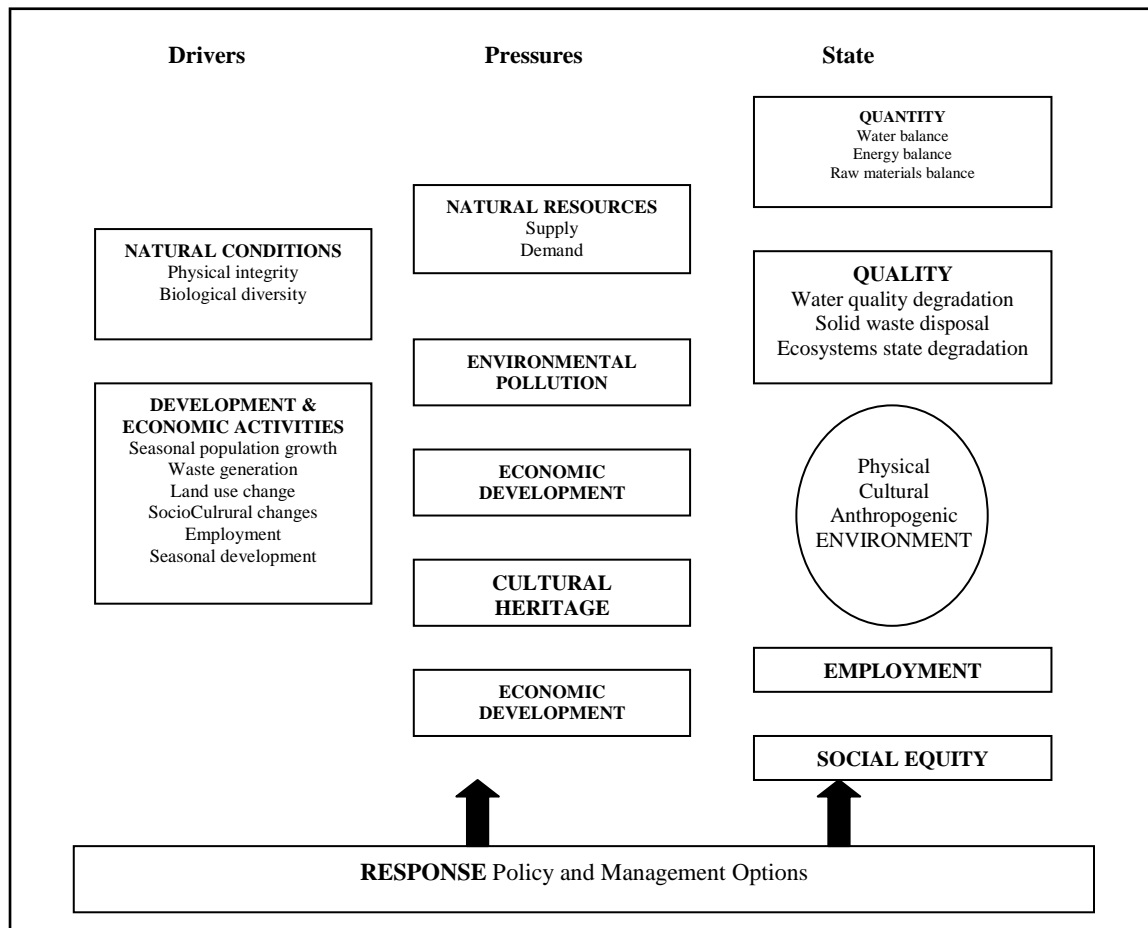 Drivers
Pressures
State
NATURAL CONDITIONS
Physical integrity
Biological diversity
DEVELOPMENT &
ECONOMIC ACTIVITIES
Seasonal population growth
Waste generation
Land use change
SocioCulrural changes
Employment
Seasonal development
NATURAL RESOURCES
Supply
Demand
ENVIRONMENTAL
POLLUTION
ECONOMIC
DEVELOPMENT
CULTURAL
HERITAGE
ECONOMIC
DEVELOPMENT
QUANTITY
Water balance
Energy balance
Raw materials balance
QUALITY
Water quality degradation
Solid waste disposal
Ecosystems state degradation
Physical
Cultural
Anthropogenic
ENVIRONMENT
EMPLOYMENT
SOCIAL EQUITY
RESPONSE Policy and Management Options